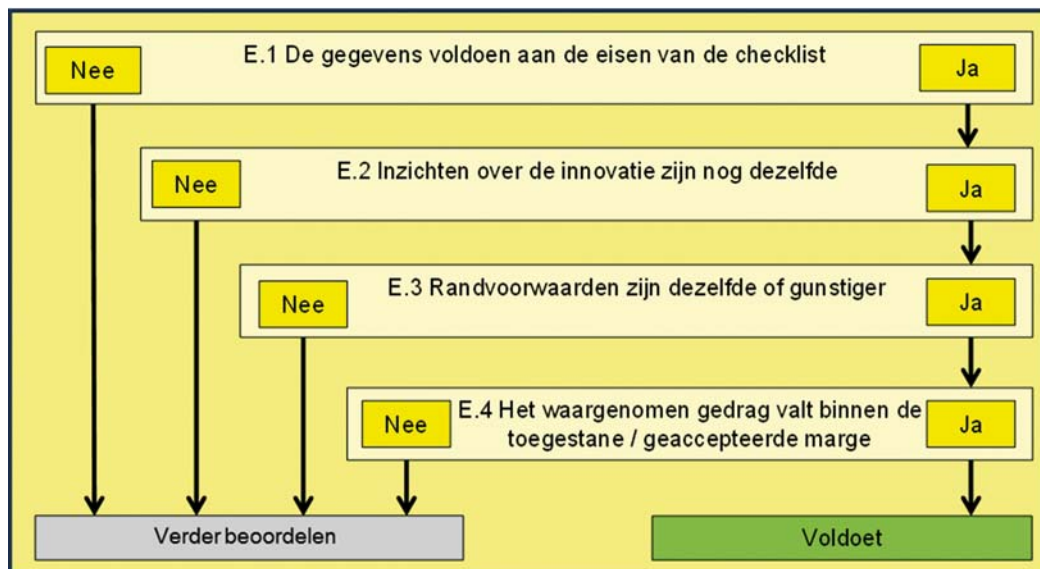 E.1 De gegevens voldoen aan de eisen van de checklist
Nee
Ja
E.2 Inzichten over de innovatie zijn nog dezelfde
Nee
Ja
E.3 Randvoorwaarden zijn dezelfde of gunstiger
Nee
Ja
E.4 Het waargenomen gedrag valt binnen de
toegestane / geaccepteerde marge
Nee
Ja
Verder beoordelen
Voldoet